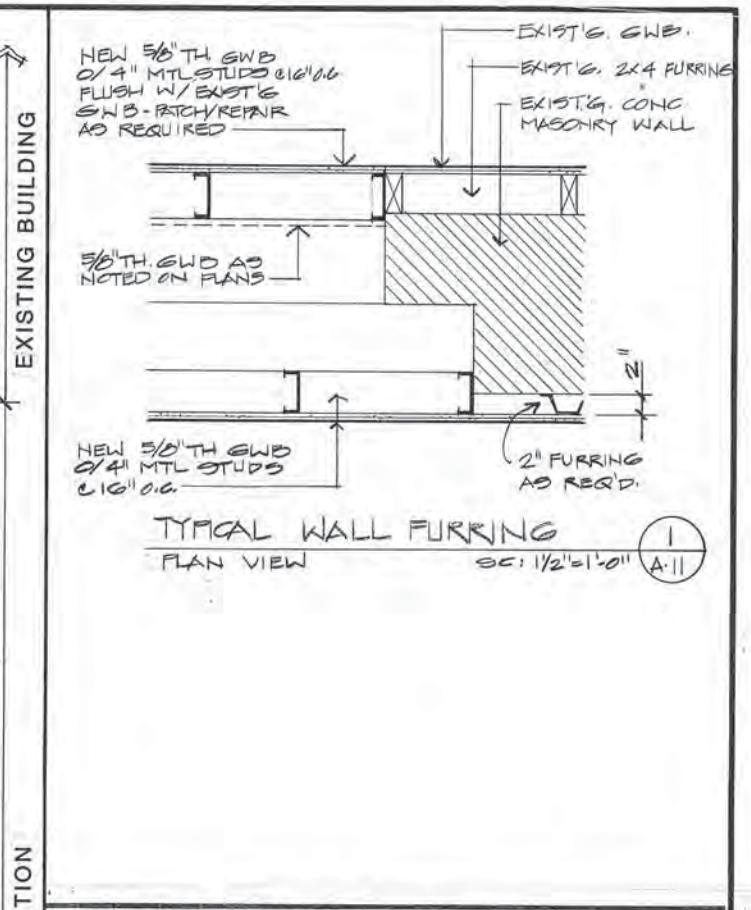 NEW 5/8" TH. GWB
O/ 4" MTL STUDS @ 16" O.C.
FLUSH W/ EXIST'G
GWB - PATCH/REPAIR
AS REQUIRED
EXIST'G. GWB.
EXIST'G. 2x4 FURRING
EXIST'G. CONC
MASONRY WALL
EXISTING BUILDING
5/8" TH. GWB AS
NOTED ON PLANS
2"
NEW 5/8" TH GWB
O/ 4" MTL STUDS
@ 16" O.C.
2" FURRING
AS REQ'D.
TYPICAL WALL FURRING
PLAN VIEW
SC: 1/2"=1'-0"
1
A-11
TION